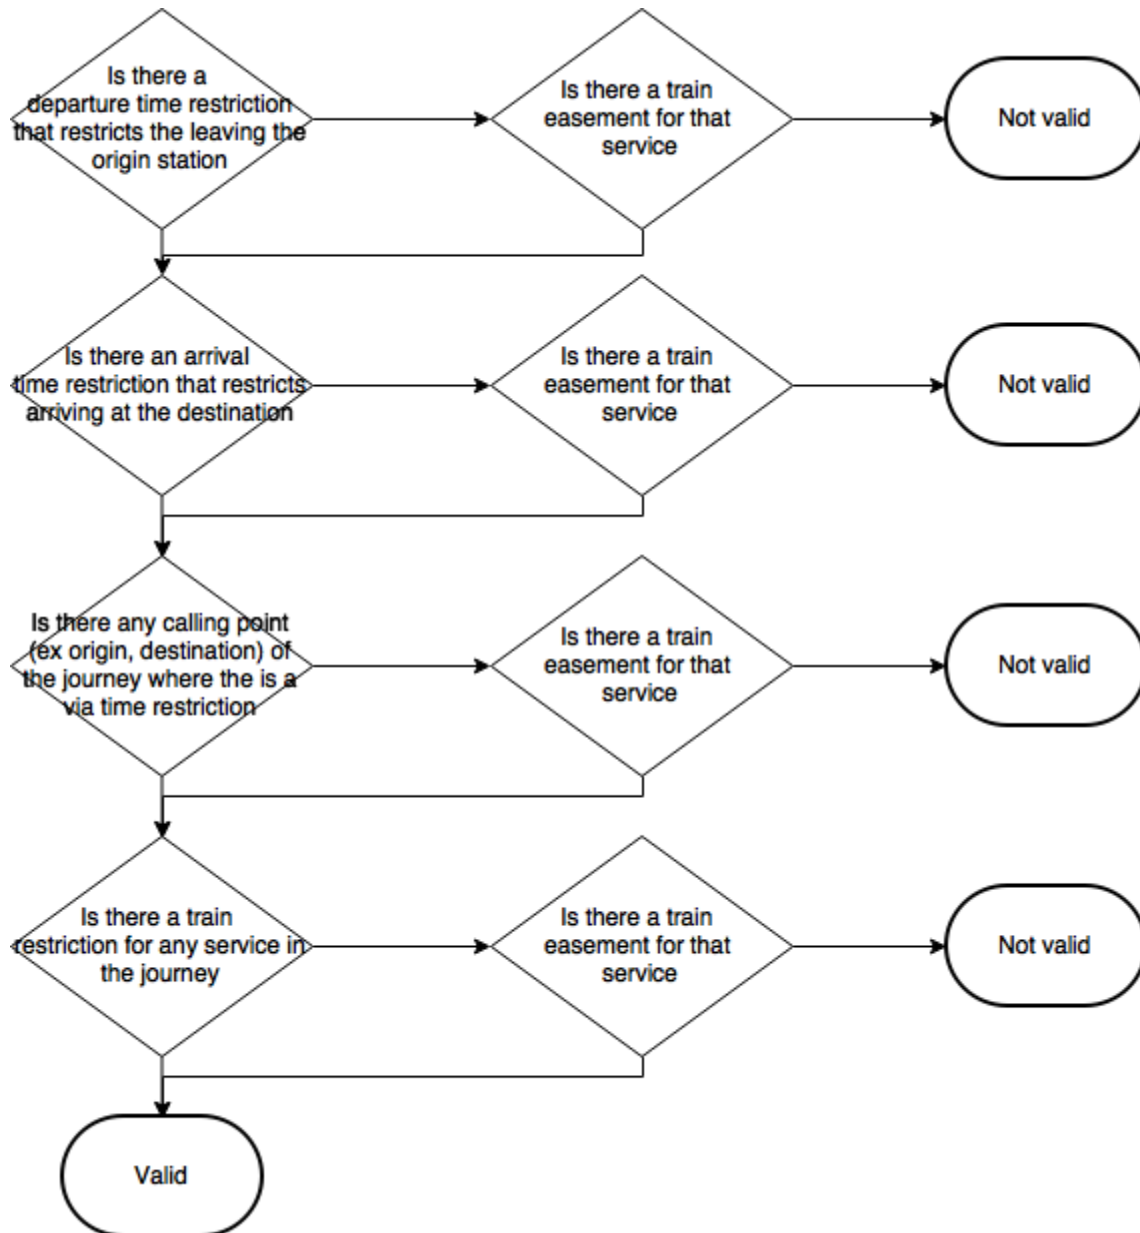 Is there a
departure time restriction
that restricts the leaving the
origin station
Is there a train
easement for that
service
Not valid
Is there an arrival
time restriction that restricts
arriving at the destination
Is there a train
easement for that
service
Not valid
Is there any calling point
(ex origin, destination) of
the journey where the is a
via time restriction
Is there a train
easement for that
service
Not valid
Is there a train
restriction for any service in
the journey
Is there a train
easement for that
service
Not valid
Valid